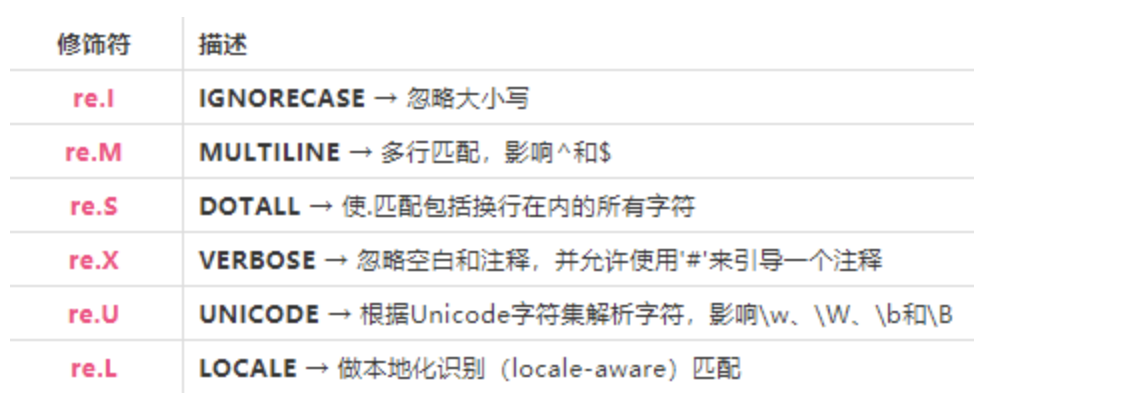 修饰符 描述
re.I IGNORECASE → 忽略大小写
re.M MULTILINE → 多行匹配，影响^和$
re.S DOTALL → 使.匹配包括换行在内的所有字符
re.X VERBOSE → 忽略空白和注释，并允许使用'#'来引导一个注释
re.U UNICODE → 根据Unicode字符集解析字符，影响\w、\W、\b和\B
re.L LOCALE → 做本地化识别（locale-aware）匹配